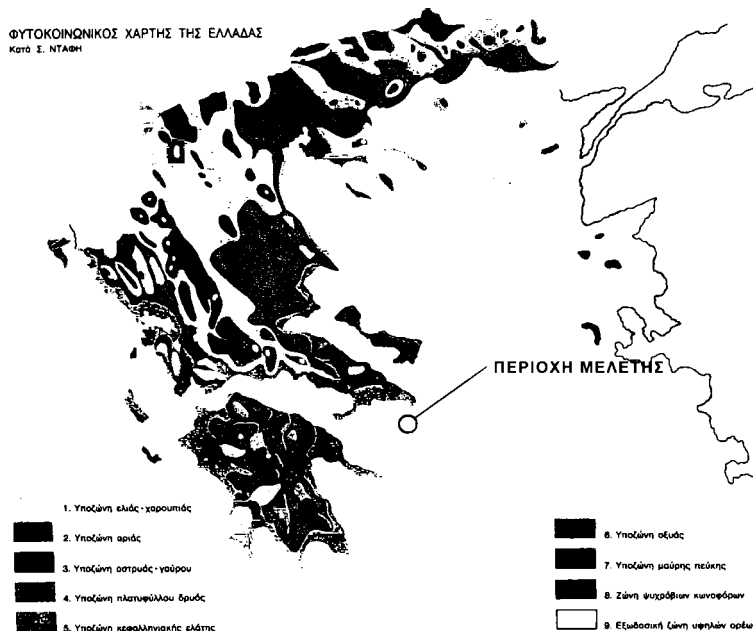 ΦΥΤΟΚΟΙΝΩΝΙΚΟΣ ΧΑΡΤΗΣ ΤΗΣ ΕΛΛΑΔΑΣ
Κατά Σ. ΝΤΑΦΗ
ΠΕΡΙΟΧΗ ΜΕΛΕΤΗΣ
1. Υποζώνη ελιάς - χαρουπιάς
2. Υποζώνη αριάς
3. Υποζώνη οστρυάς - γαύρου
4. Υποζώνη πλατυφύλλου δρυός
5. Υποζώνη κεφαλληνιακής ελάτης
6. Υποζώνη οξυάς
7. Υποζώνη μαύρης πεύκης
8. Ζώνη ψυχρόβιων κωνοφόρων
9. Εξωδασική ζώνη υψηλών ορέω